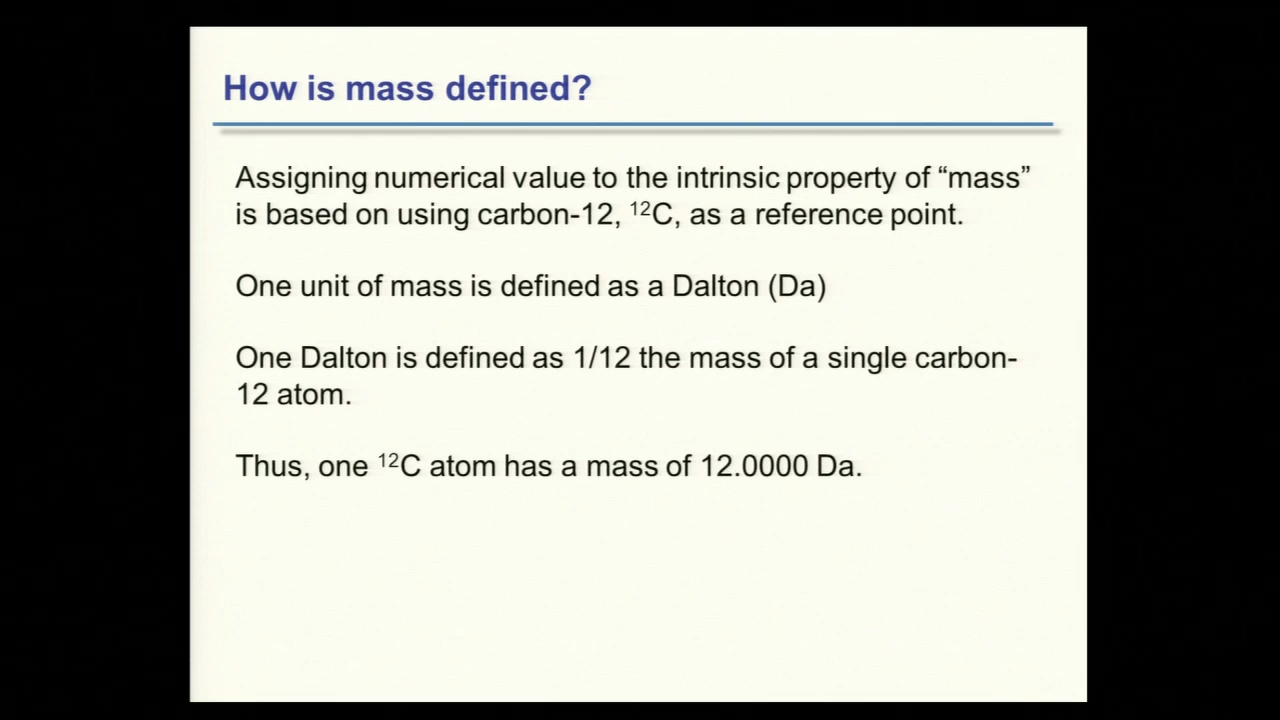 How is mass defined?
Assigning numerical value to the intrinsic property of “mass”
is based on using carbon-12, ¹²C, as a reference point.
One unit of mass is defined as a Dalton (Da)
One Dalton is defined as 1/12 the mass of a single carbon-
12 atom.
Thus, one ¹²C atom has a mass of 12.0000 Da.